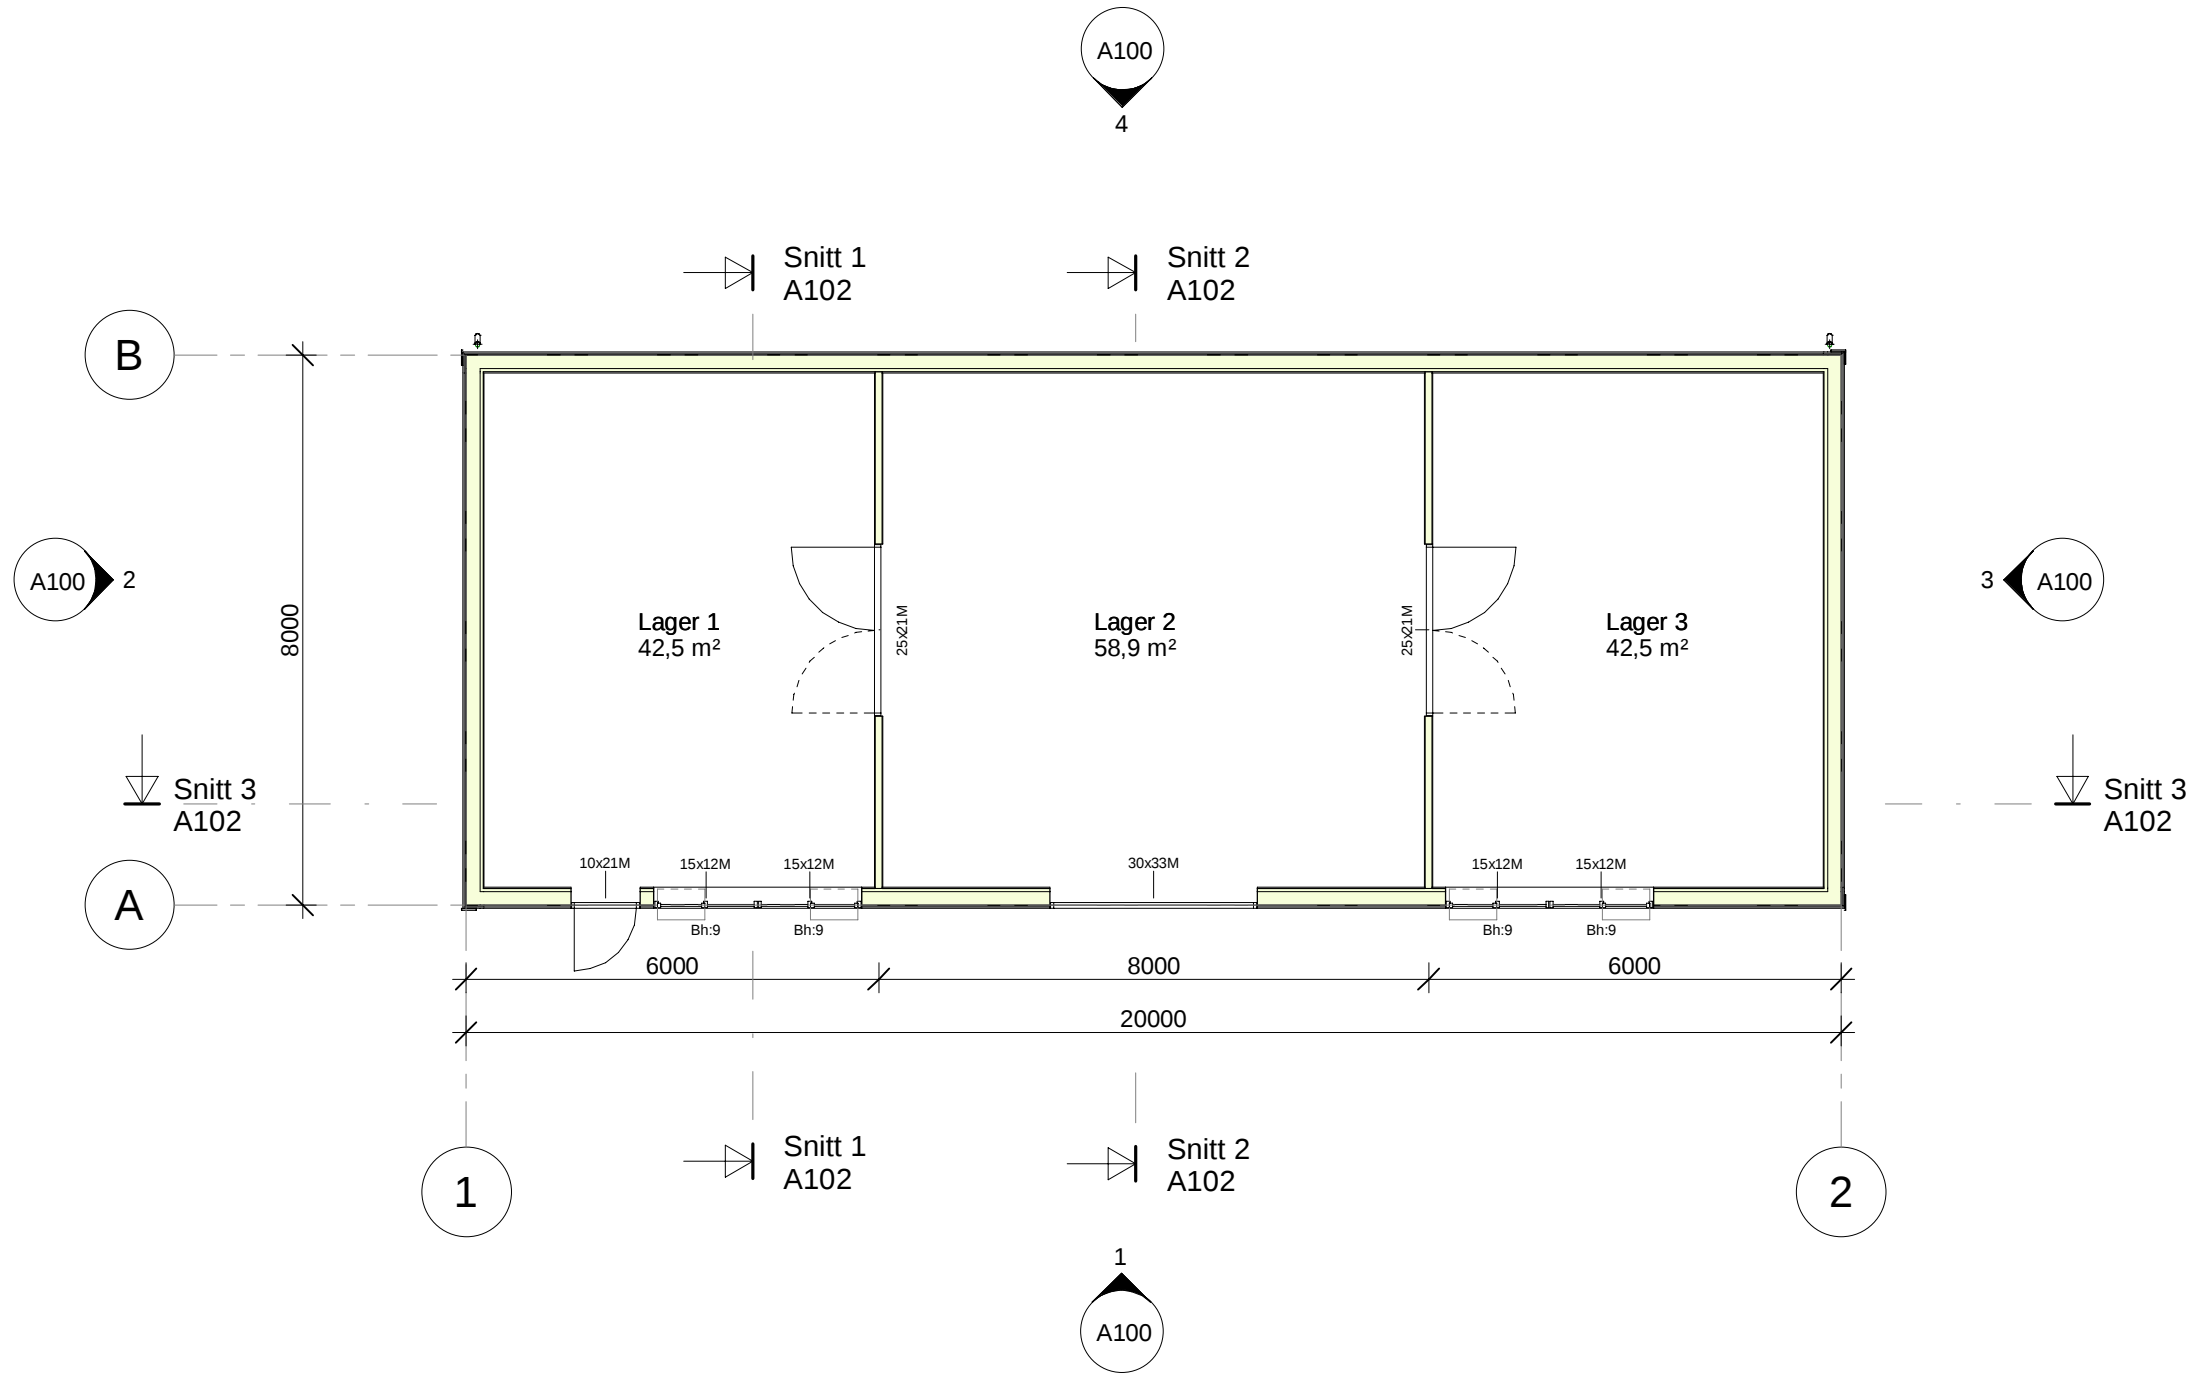 A100
4
Snitt 1
A102
Snitt 2
A102
B
A100
2
8000
Lager 1
42,5 m²
25x21M
Lager 2
58,9 m²
25x21M
Lager 3
42,5 m²
3
A100
Snitt 3
A102
Snitt 3
A102
A
10x21M
15x12M
15x12M
30x33M
15x12M
15x12M
Bh:9
Bh:9
Bh:9
Bh:9
6000
8000
6000
20000
Snitt 1
A102
Snitt 2
A102
1
2
1
A100